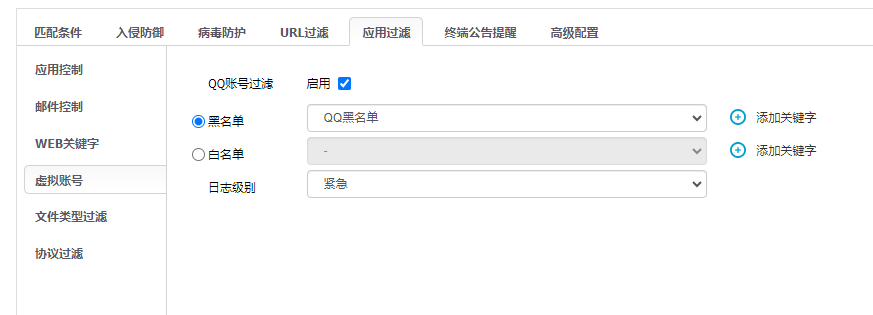 匹配条件 入侵防御 病毒防护 URL过滤 应用过滤 终端公告提醒 高级配置
应用控制
邮件控制
WEB关键字
虚拟账号
文件类型过滤
协议过滤
QQ账号过滤 启用
黑名单 QQ黑名单 添加关键字
白名单 - 添加关键字
日志级别 紧急